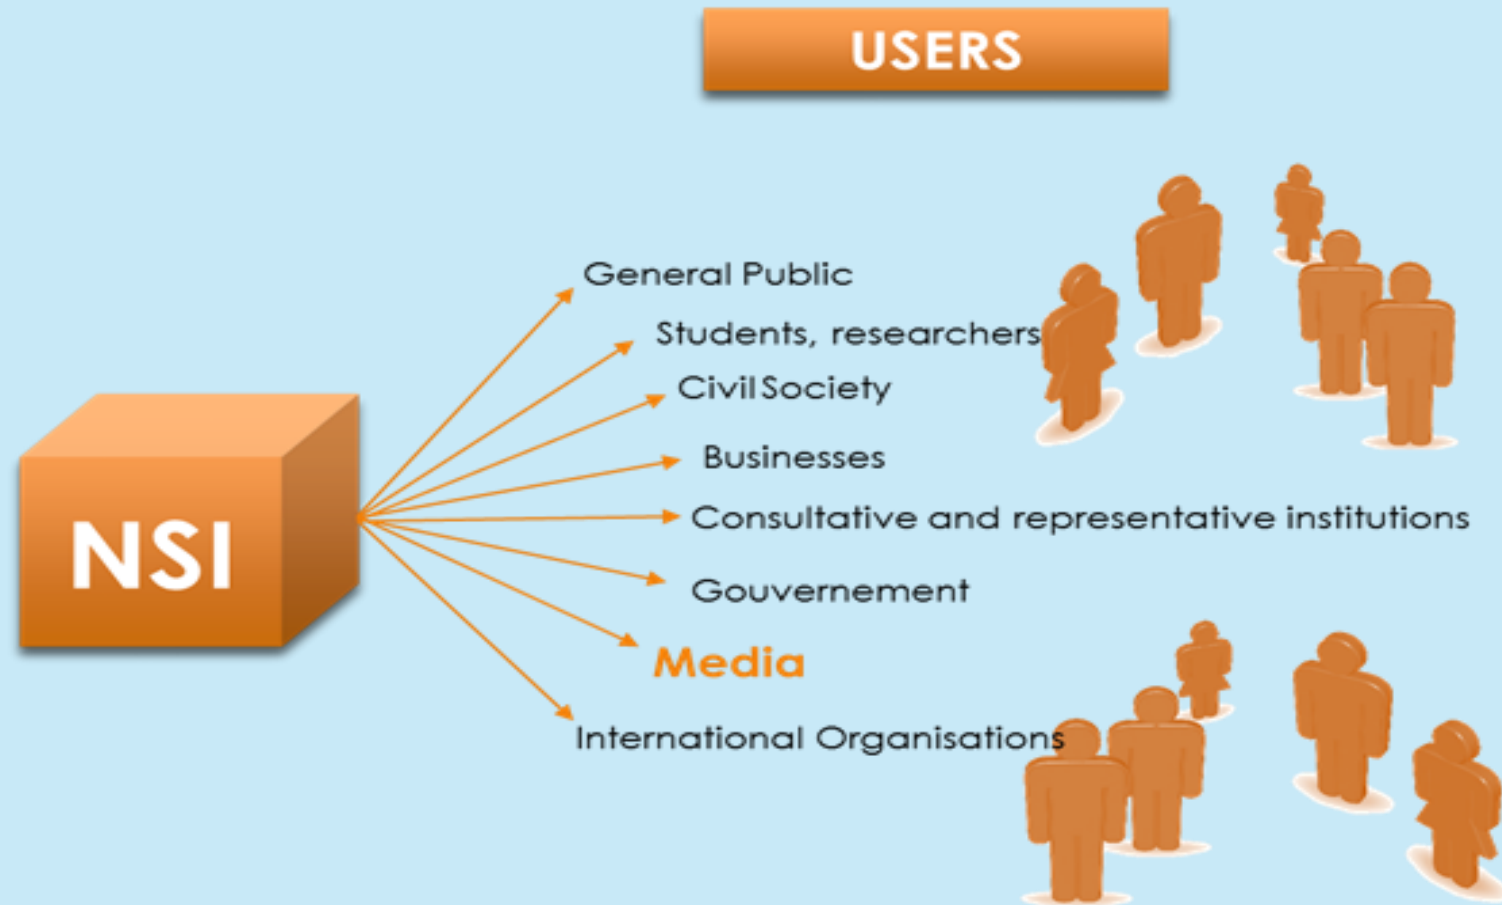 USERS
General Public
Students, researchers
Civil Society
Businesses
NSI
Consultative and representative institutions
Gouvernement
Media
International Organisations